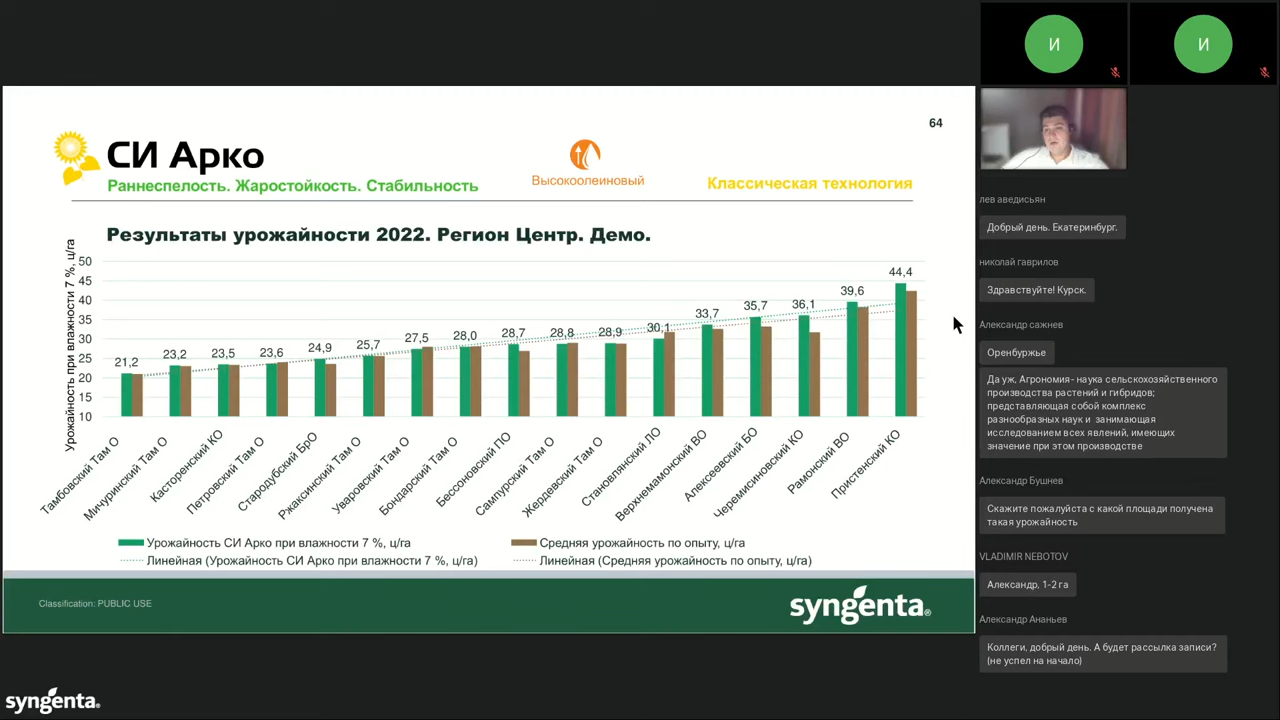 64
СИ Арко
Раннеспелость. Жаростойкость. Стабильность
Высокоолеиновый
Классическая технология
Результаты урожайности 2022. Регион Центр. Демо.
Урожайность при влажности 7 %, ц/га
50
45
40
35
30
25
20
15
10
21,2
23,2
23,5
23,6
24,9
25,7
27,5
28,0
28,7
28,8
28,9
30,1
33,7
35,7
36,1
39,6
44,4
Тамбовский Там О
Мичуринский Там О
Касторенский КО
Петровский Там О
Стародубский БрО
Ржаксинский Там О
Уваровский Там О
Бондарский Там О
Бессоновский ПО
Сампурский Там О
Жердевский Там О
Становлянский ЛО
Верхнемамонский ВО
Алексеевский БО
Черемисиновский КО
Рамонский ВО
Пристенский КО
Урожайность СИ Арко при влажности 7 %, ц/га
Средняя урожайность по опыту, ц/га
Линейная (Урожайность СИ Арко при влажности 7 %, ц/га)
Линейная (Средняя урожайность по опыту, ц/га)
Classification: PUBLIC USE
syngenta®
syngenta®
И
И
лев аведисьян
Добрый день. Екатеринбург.
николай гаврилов
Здравствуйте! Курск.
Александр сажнев
Оренбуржье
Да уж, Агрономия- наука сельскохозяйственного
производства растений и гибридов;
представляющая собой комплекс
разнообразных наук и занимающая
исследованием всех явлений, имеющих
значение при этом производстве
Александр Бушнев
Скажите пожалуйста с какой площади получена
такая урожайность
VLADIMIR NEBOTOV
Александр, 1-2 га
Александр Ананьев
Коллеги, добрый день. А будет рассылка записи?
(не успел на начало)